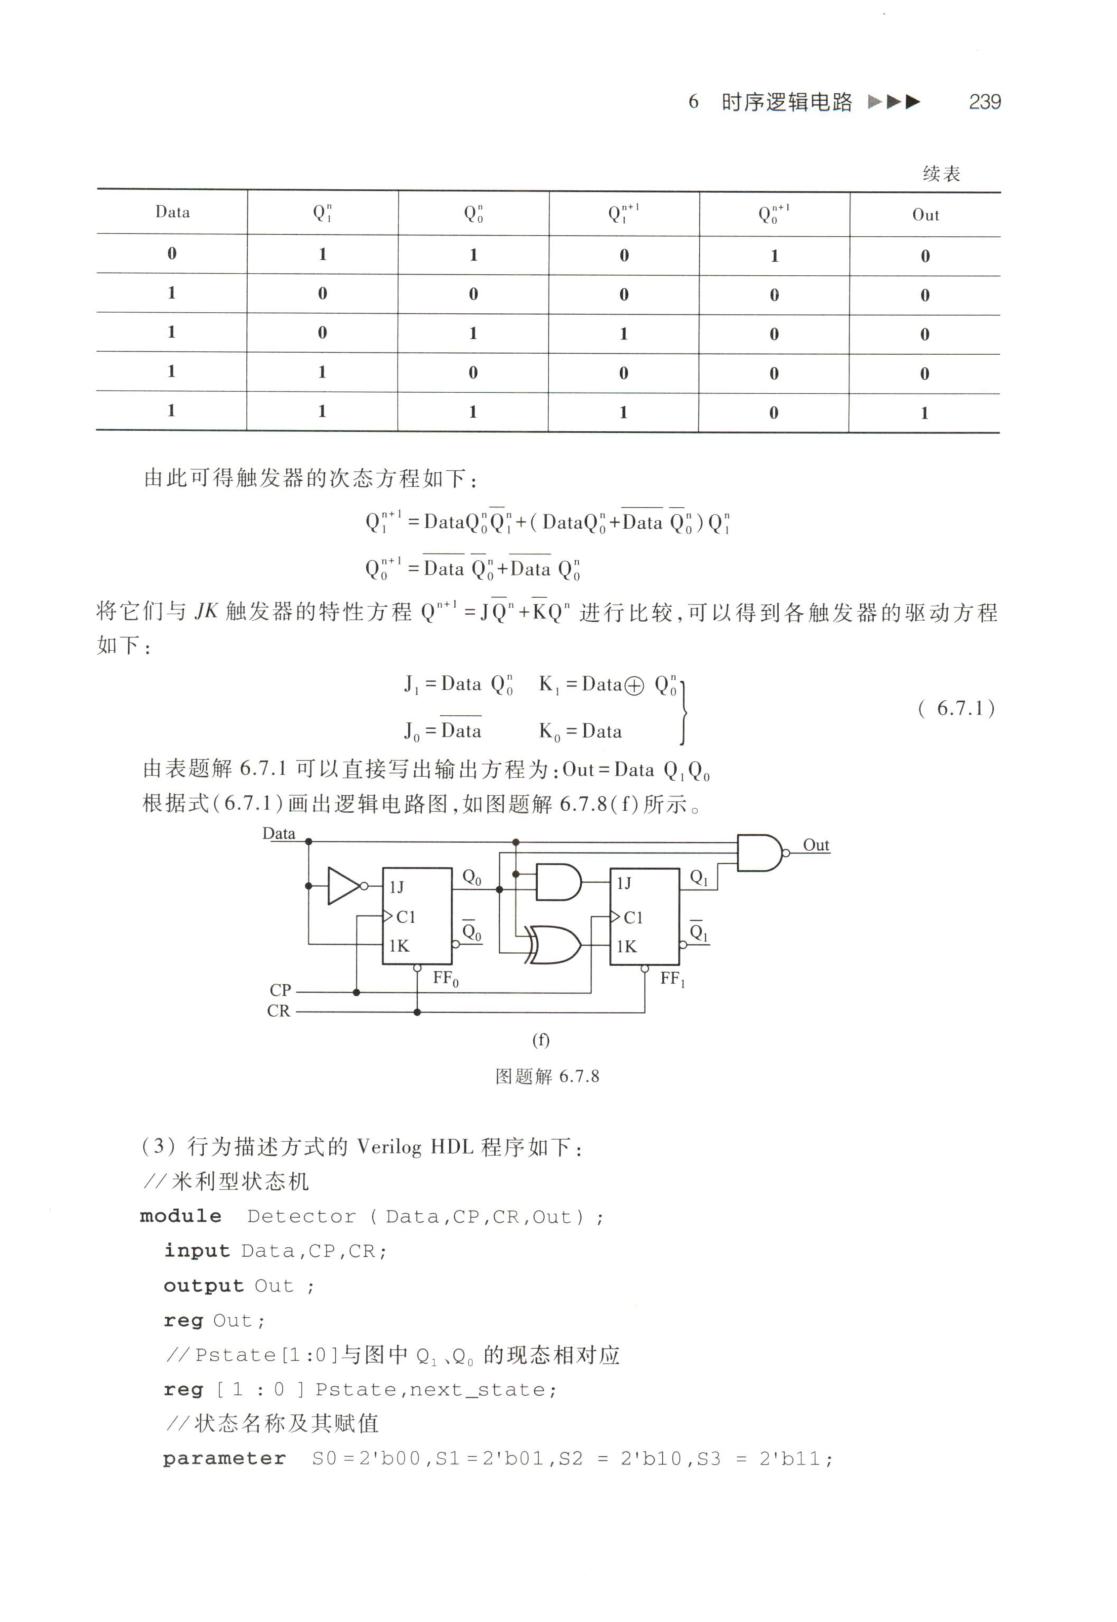 6 时序逻辑电路 ▶▶▶ 239
续表
Data Q₁ⁿ Q₀ⁿ Q₁ⁿ⁺¹ Q₀ⁿ⁺¹ Out
0 1 1 0 1 0
1 0 0 0 0 0
1 0 1 1 0 0
1 1 0 0 0 0
1 1 1 1 0 1
由此可得触发器的次态方程如下：
Q₁ⁿ⁺¹ = DataQ₀ⁿQ̅₁ⁿ+( DataQ₀ⁿ+D̅a̅t̅a̅ Q̅₀ⁿ) Q₁ⁿ
Q₀ⁿ⁺¹ = D̅a̅t̅a̅ Q̅₀ⁿ+D̅a̅t̅a̅ Q₀ⁿ
将它们与 JK 触发器的特性方程 Qⁿ⁺¹ = JQ̅ⁿ+K̅Qⁿ 进行比较,可以得到各触发器的驱动方程
如下：
J₁ = Data Q₀ⁿ K₁ = Data⊕ Q₀ⁿ
J₀ = D̅a̅t̅a̅ K₀ = Data
( 6.7.1)
由表题解 6.7.1 可以直接写出输出方程为:Out = Data Q₁Q₀
根据式(6.7.1)画出逻辑电路图,如图题解 6.7.8(f)所示。
Data
Out
1J Q₀ 1J Q₁
C1 C1
Q̅₀ Q̅₁
1K 1K
FF₀ FF₁
CP
CR
(f)
图题解 6.7.8
(3) 行为描述方式的 Verilog HDL 程序如下：
//米利型状态机
module Detector ( Data,CP,CR,Out) ;
input Data,CP,CR;
output Out ;
reg Out;
//Pstate[1:0]与图中 Q₁、Q₀ 的现态相对应
reg [ 1 : 0 ] Pstate,next_state;
//状态名称及其赋值
parameter S0 = 2'b00,S1 = 2'b01,S2 = 2'b10,S3 = 2'b11;